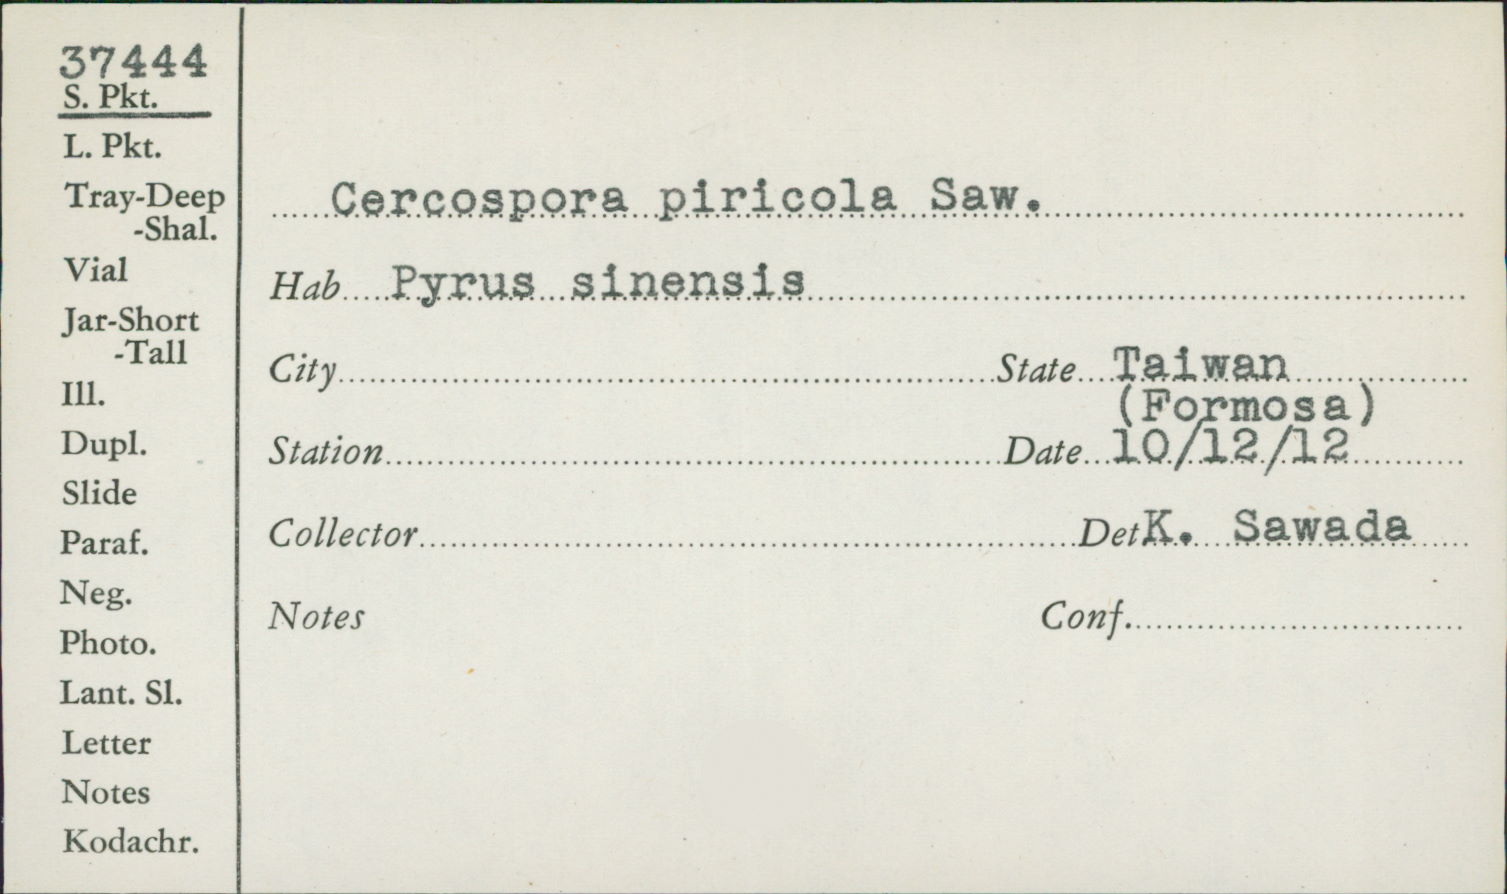 37444
S. Pkt.
L. Pkt.
Tray-Deep
-Shal.
Vial
Jar-Short
-Tall
Ill.
Dupl.
Slide
Paraf.
Neg.
Photo.
Lant. Sl.
Letter
Notes
Kodachr.
Cercospora piricola Saw.
Hab Pyrus sinensis
City State Taiwan
(Formosa)
Station Date 10/12/12
Collector Det K. Sawada
Notes Conf.